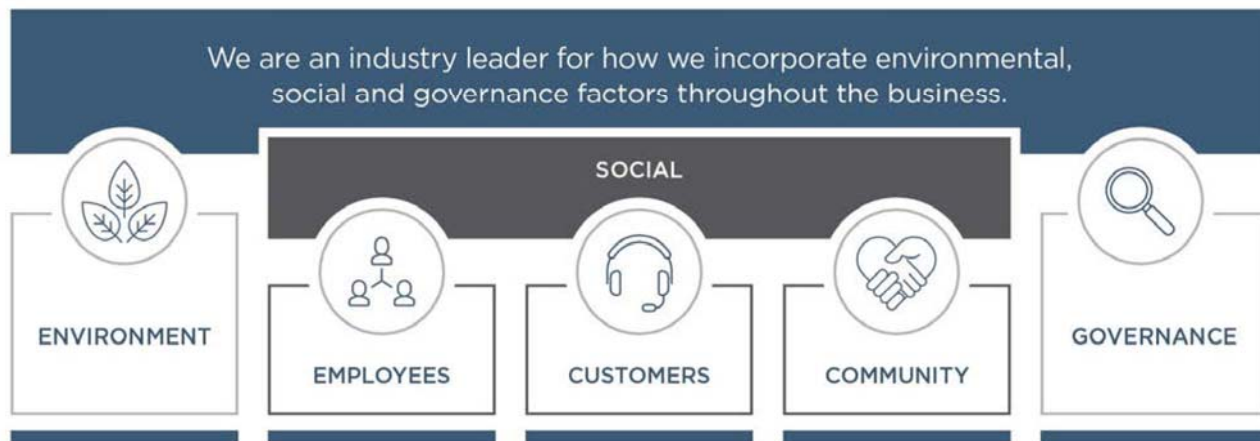 We are an industry leader for how we incorporate environmental,
social and governance factors throughout the business.
SOCIAL
ENVIRONMENT
EMPLOYEES
CUSTOMERS
COMMUNITY
GOVERNANCE